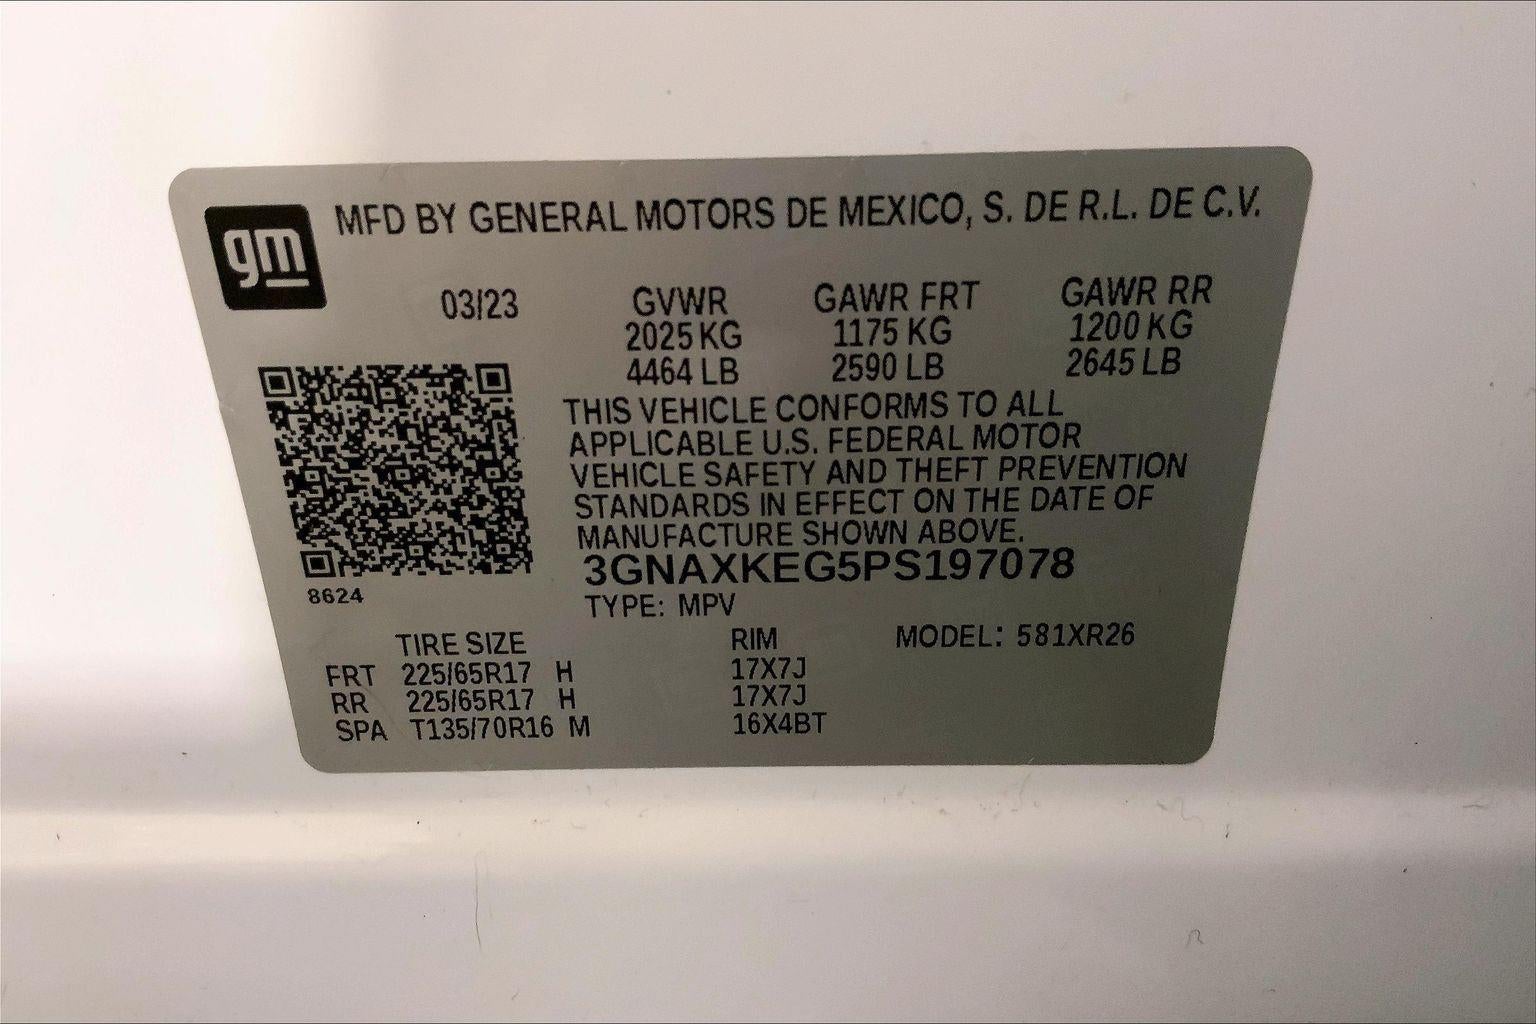 gm MFD BY GENERAL MOTORS DE MEXICO, S. DE R.L. DE C.V.
03/23 GVWR GAWR FRT GAWR RR
2025 KG 1175 KG 1200 KG
4464 LB 2590 LB 2645 LB
THIS VEHICLE CONFORMS TO ALL
APPLICABLE U.S. FEDERAL MOTOR
VEHICLE SAFETY AND THEFT PREVENTION
STANDARDS IN EFFECT ON THE DATE OF
MANUFACTURE SHOWN ABOVE.
3GNAXKEG5PS197078
8624
TYPE: MPV
TIRE SIZE RIM MODEL: 581XR26
FRT 225/65R17 H 17X7J
RR 225/65R17 H 17X7J
SPA T135/70R16 M 16X4BT